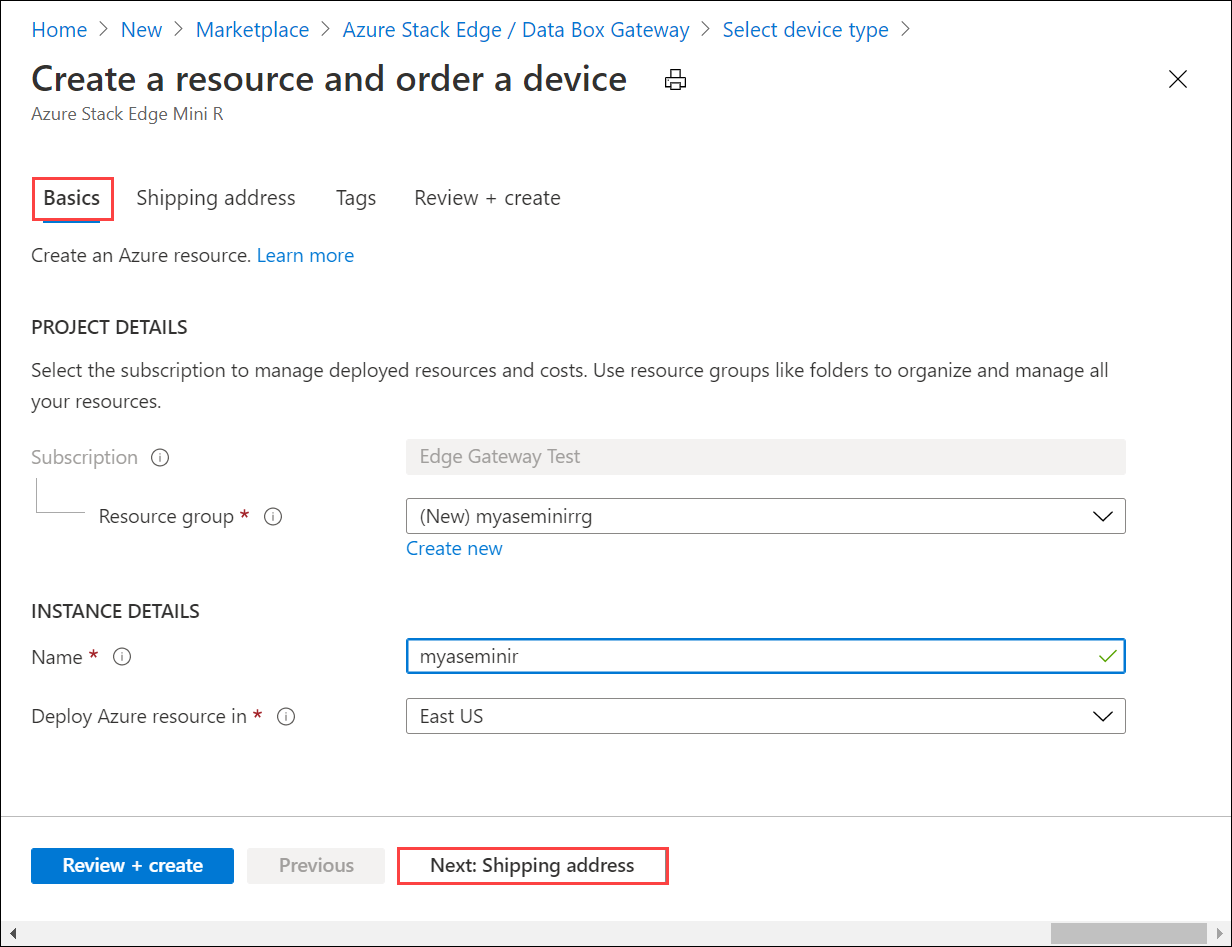 Home > New > Marketplace > Azure Stack Edge / Data Box Gateway > Select device type >
Create a resource and order a device
Azure Stack Edge Mini R
Basics Shipping address Tags Review + create
Create an Azure resource. Learn more
PROJECT DETAILS
Select the subscription to manage deployed resources and costs. Use resource groups like folders to organize and manage all
your resources.
Subscription Edge Gateway Test
Resource group * (New) myaseminirrg
Create new
INSTANCE DETAILS
Name * myaseminir
Deploy Azure resource in * East US
Review + create Previous Next: Shipping address